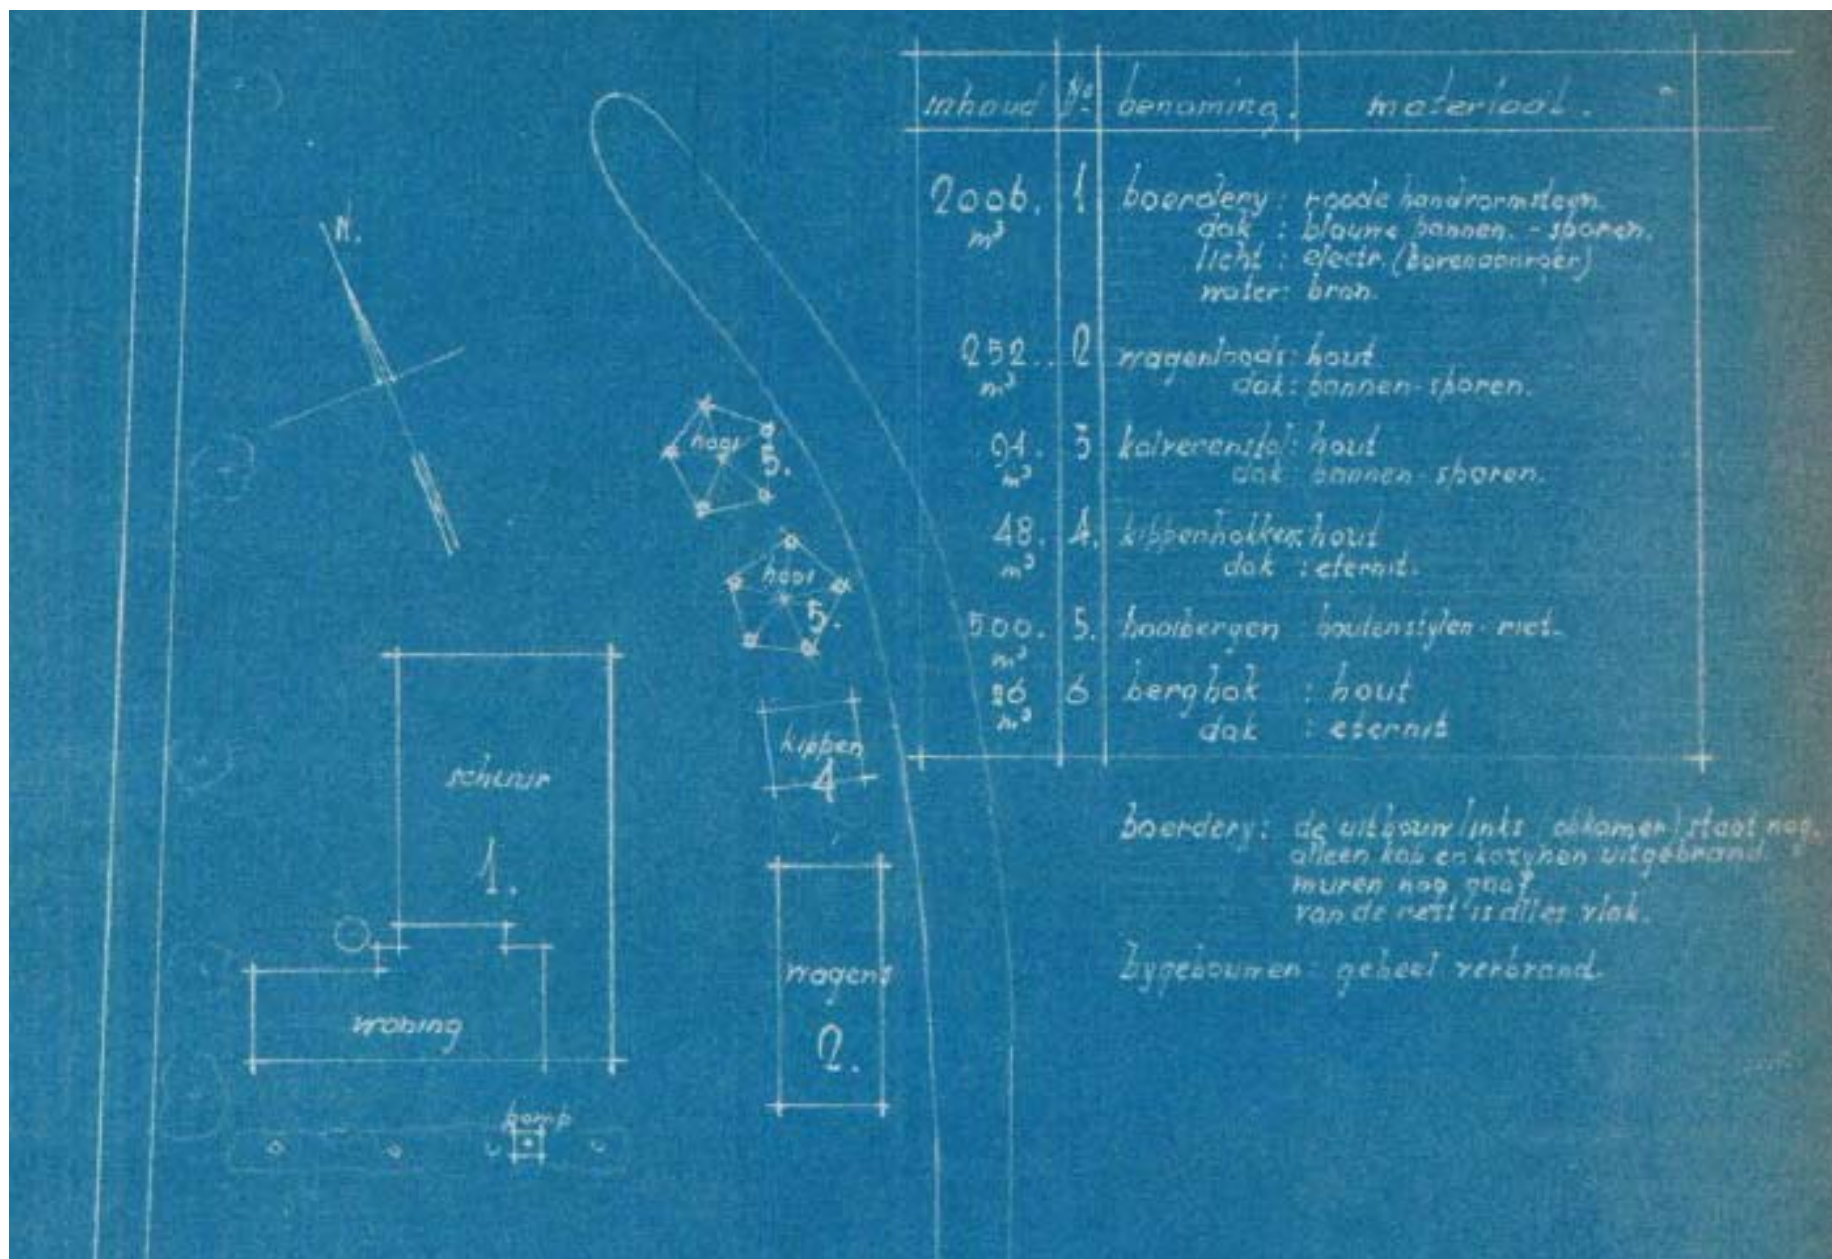 inhoud No benaming. materiaal.
2006. m³ 1 boerdery: roode handvormsteen.
dak: blauwe pannen. - sporen.
licht: electr. (bovenaanvoer)
water: bron.
252. m³ 2 wagenloods: hout
dak: pannen-sporen.
m³ 3 kalverenstal: hout
dak: pannen-sporen.
48. m³ 4. kippenhokken: hout
dak: eternit.
500. m³ 5. hooibergen: houten stylen-riet.
m³ 6 berghok: hout
dak: eternit
boerdery: de uitbouw links (opkamer) staat nog.
alleen kap en kozynen uitgebrand.
muren nog gaaf.
van de rest is alles vlak.
bygebouwen: geheel verbrand.
N.
hooi
5.
hooi
5.
kippen
4
schuur
1.
wagens
2.
woning
pomp